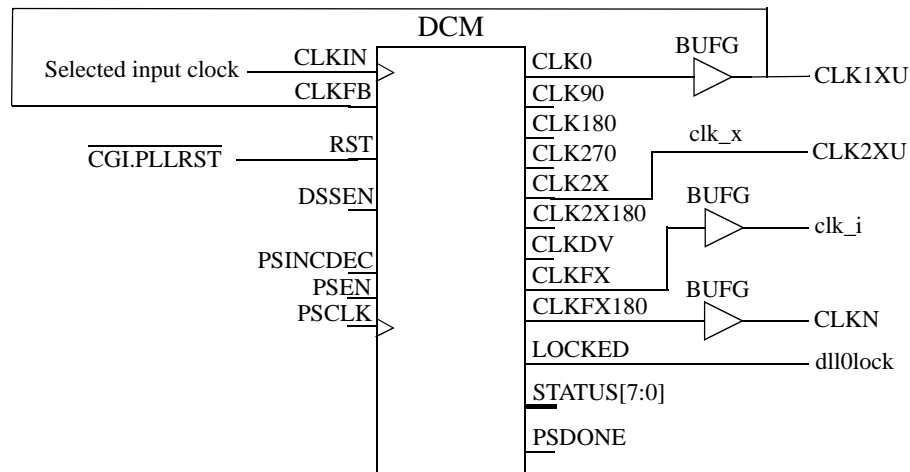 DCM
BUFG
CLKIN
CLK0
Selected input clock
CLK1XU
CLKFB
CLK90
CLK180
clk_x
RST
CGI.PLLRST
CLK270
CLK2XU
CLK2X
BUFG
DSSEN
CLK2X180
clk_i
CLKDV
PSINCDEC
CLKFX
BUFG
PSEN
CLKFX180
PSCLK
CLKN
LOCKED
dll0lock
STATUS[7:0]
PSDONE